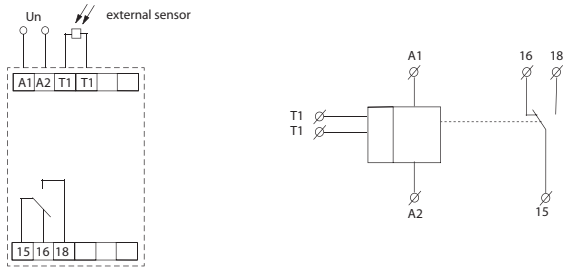 Un
external sensor
A1 A2 T1 T1
15 16 18
A1
16 18
T1
T1
A2
15